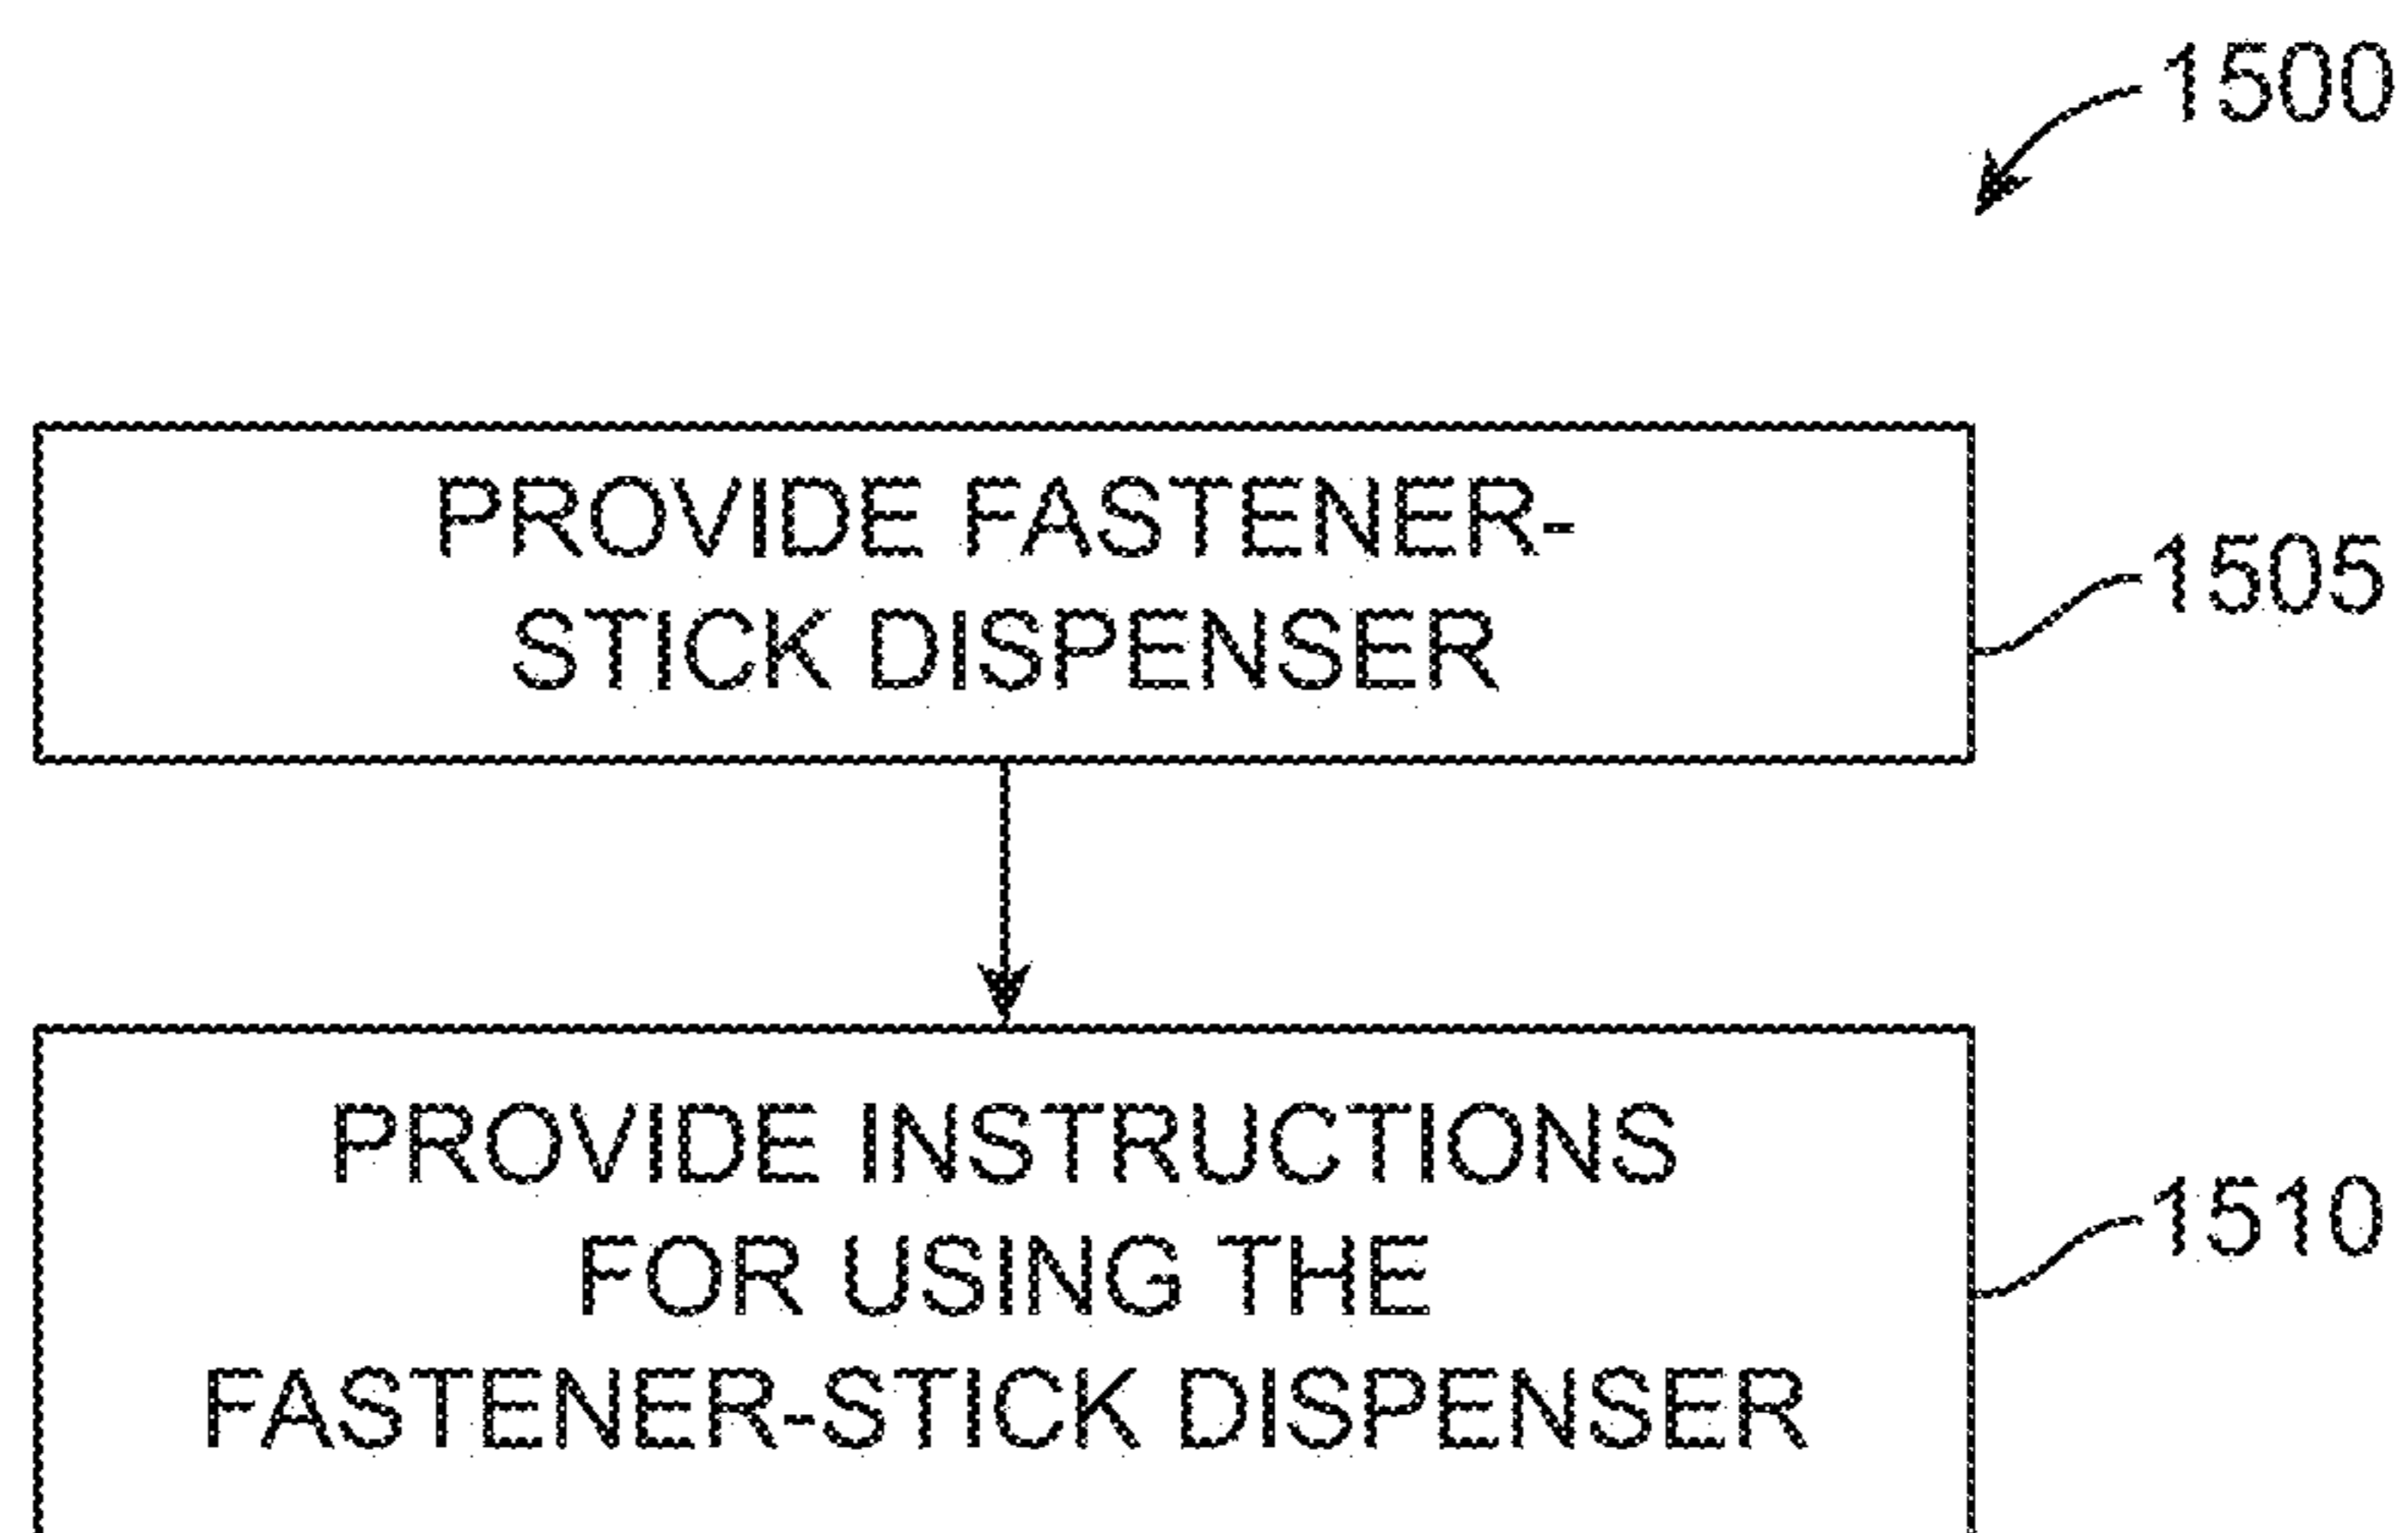 1500
PROVIDE FASTENER-
STICK DISPENSER
1505
PROVIDE INSTRUCTIONS
FOR USING THE
FASTENER-STICK DISPENSER
1510